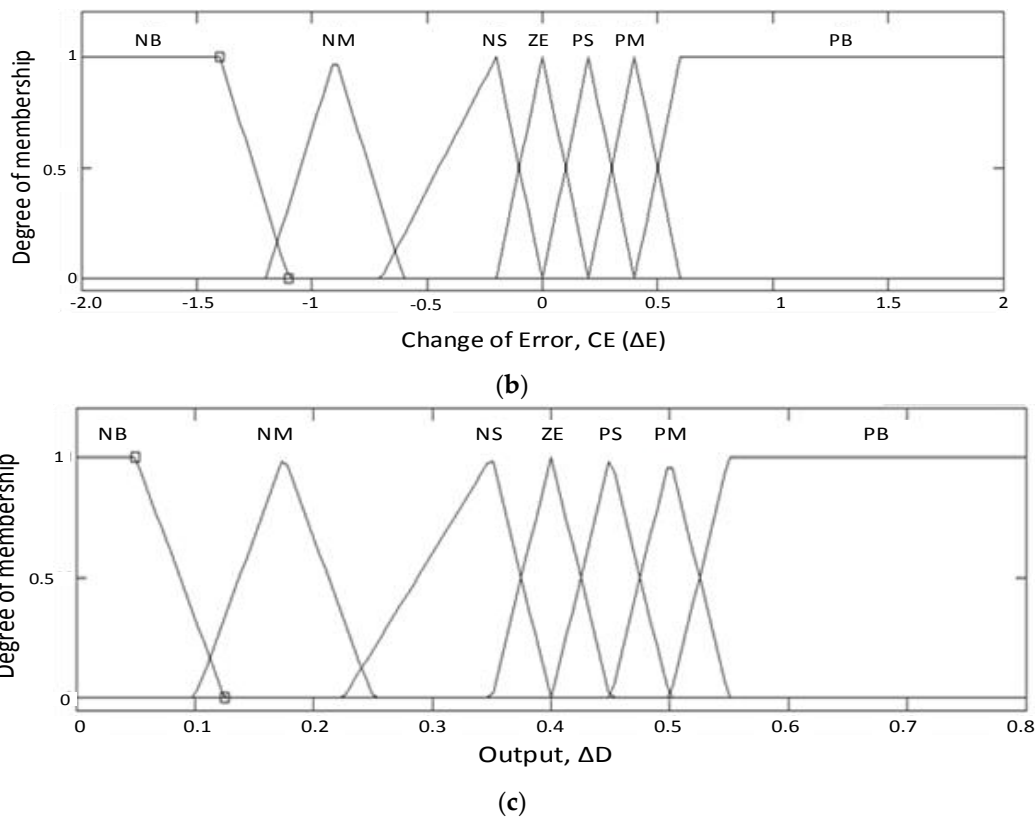 NB NM NS ZE PS PM PB
Degree of membership
1
0.5
0
-2.0 -1.5 -1 -0.5 0 0.5 1 1.5 2
Change of Error, CE (ΔE)
(b)
NB NM NS ZE PS PM PB
Degree of membership
1
0.5
0
0 0.1 0.2 0.3 0.4 0.5 0.6 0.7 0.8
Output, ΔD
(c)